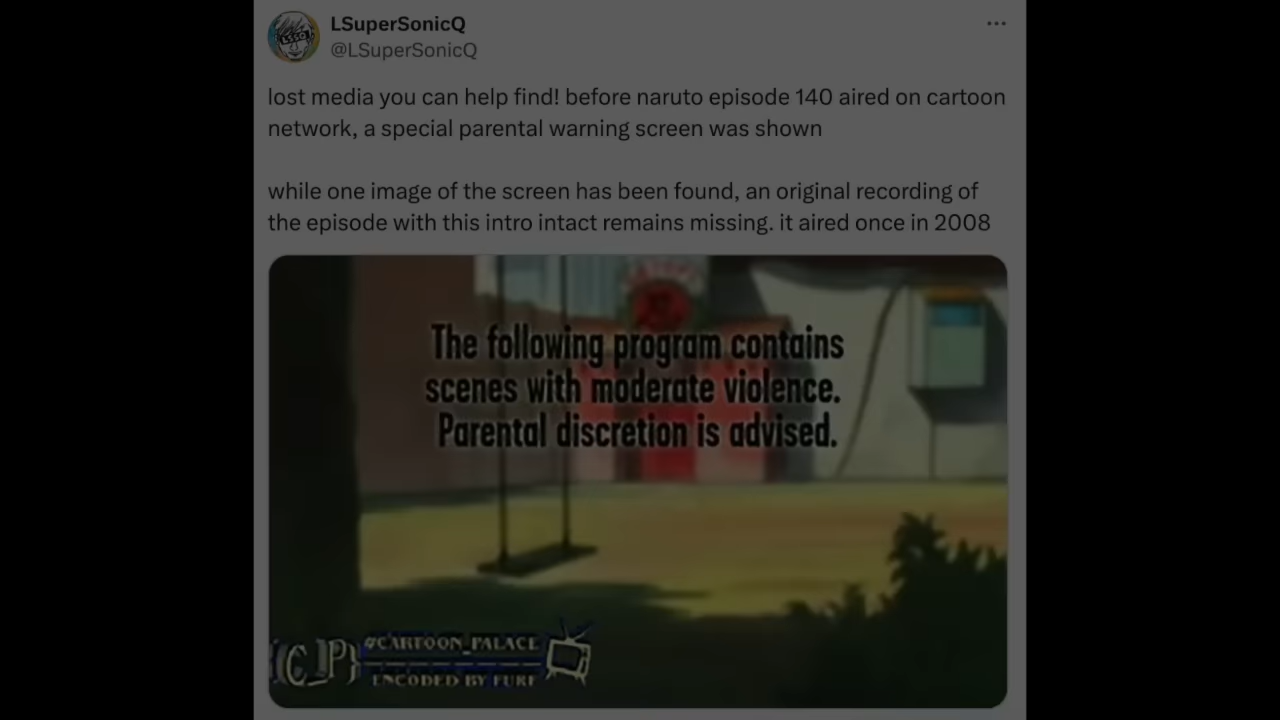 LSuperSonicQ
@LSuperSonicQ
lost media you can help find! before naruto episode 140 aired on cartoon
network, a special parental warning screen was shown
while one image of the screen has been found, an original recording of
the episode with this intro intact remains missing. it aired once in 2008
The following program contains
scenes with moderate violence.
Parental discretion is advised.
{C_P} #CARTOON_PALACE
ENCODED BY FURF